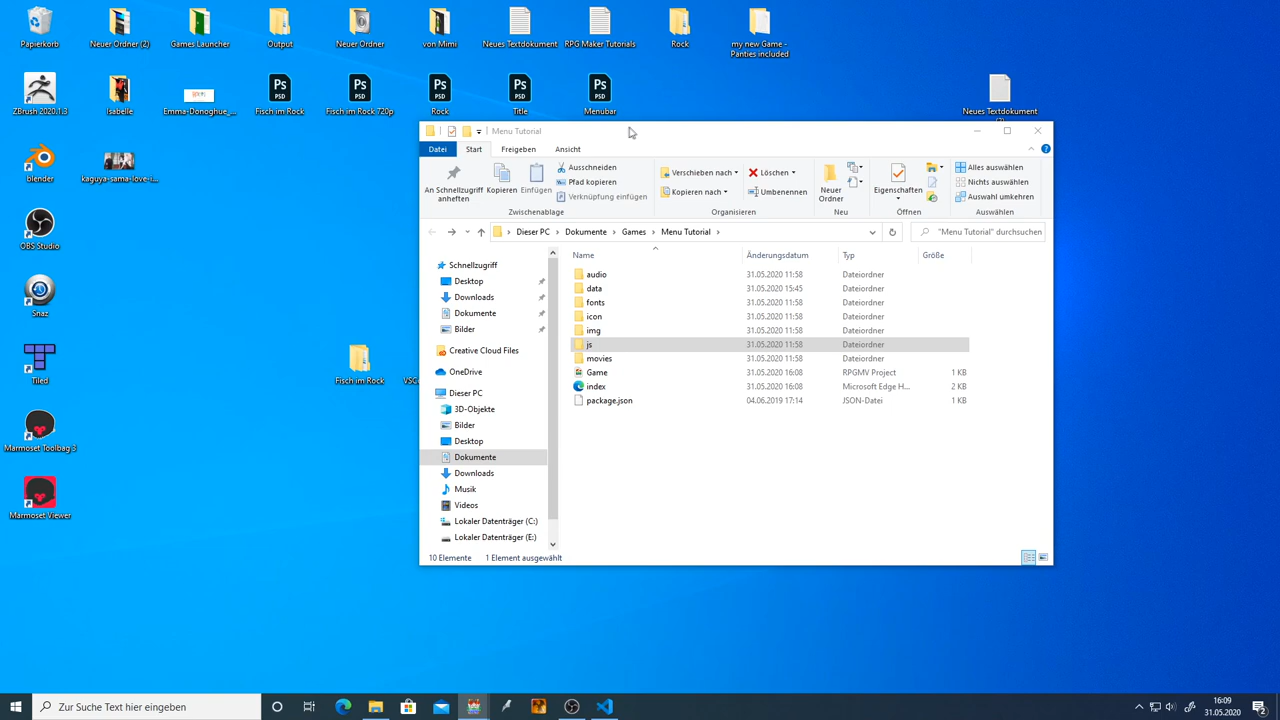 Papierkorb
Neuer Ordner (2)
Games Launcher
Output
Neuer Ordner
von Mimi
Neues Textdokument
RPG Maker Tutorials
Rock
my new Game -
Panties included
ZBrush 2020.1.3
Isabelle
Emma-Donoghue_...
Fisch im Rock
Fisch im Rock 720p
Rock
Title
Menubar
Neues Textdokument
blender
kaguya-sama-love-i...
OBS Studio
Snaz
Tiled
Fisch im Rock
VSC
Marmoset Toolbag 3
Marmoset Viewer
Menu Tutorial
Datei
Start
Freigeben
Ansicht
An Schnellzugriff
anheften
Kopieren
Einfügen
Ausschneiden
Pfad kopieren
Verknüpfung einfügen
Zwischenablage
Verschieben nach
Kopieren nach
Löschen
Umbenennen
Organisieren
Neuer
Ordner
Neu
Eigenschaften
Öffnen
Alles auswählen
Nichts auswählen
Auswahl umkehren
Auswählen
Dieser PC > Dokumente > Games > Menu Tutorial >
"Menu Tutorial" durchsuchen
Name Änderungsdatum Typ Größe
Schnellzugriff
Desktop
Downloads
Dokumente
Bilder
Creative Cloud Files
OneDrive
Dieser PC
3D-Objekte
Bilder
Desktop
Dokumente
Downloads
Musik
Videos
Lokaler Datenträger (C:)
Lokaler Datenträger (E:)
audio 31.05.2020 11:58 Dateiordner
data 31.05.2020 15:45 Dateiordner
fonts 31.05.2020 11:58 Dateiordner
icon 31.05.2020 11:58 Dateiordner
img 31.05.2020 11:58 Dateiordner
js 31.05.2020 11:58 Dateiordner
movies 31.05.2020 11:58 Dateiordner
Game 31.05.2020 16:08 RPGMV Project 1 KB
index 31.05.2020 16:08 Microsoft Edge H... 2 KB
package.json 04.06.2019 17:14 JSON-Datei 1 KB
10 Elemente 1 Element ausgewählt
Zur Suche Text hier eingeben
16:09
31.05.2020
2